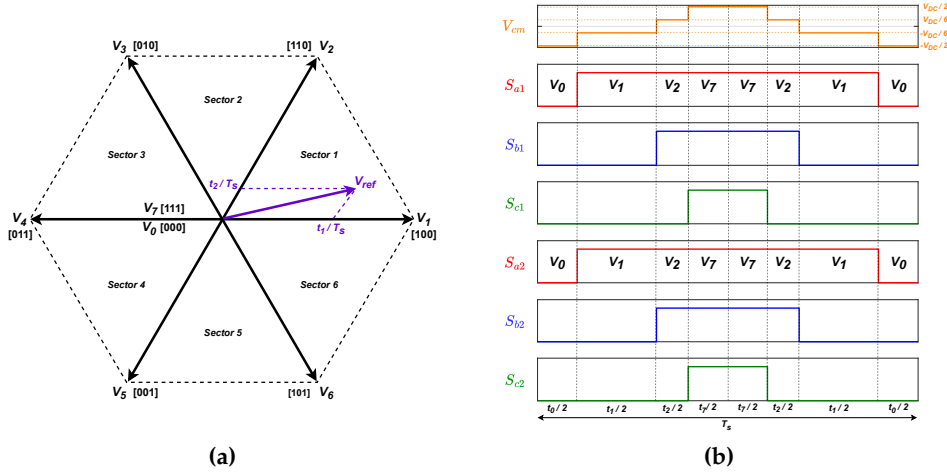 V3 [010]
[110] V2
Sector 2
Sector 3
Sector 1
t2/Ts
Vref
V7 [111]
V4
V1
V0 [000]
t1/Ts
[011]
[100]
Sector 4
Sector 6
Sector 5
V5 [001]
[101] V6
(a)
Vcm
VDC/2
VDC/6
-VDC/6
-VDC/2
Sa1
V0 V1 V2 V7 V7 V2 V1 V0
Sb1
Sc1
Sa2
V0 V1 V2 V7 V7 V2 V1 V0
Sb2
Sc2
t0/2 t1/2 t2/2 t7/2 t7/2 t2/2 t1/2 t0/2
Ts
(b)